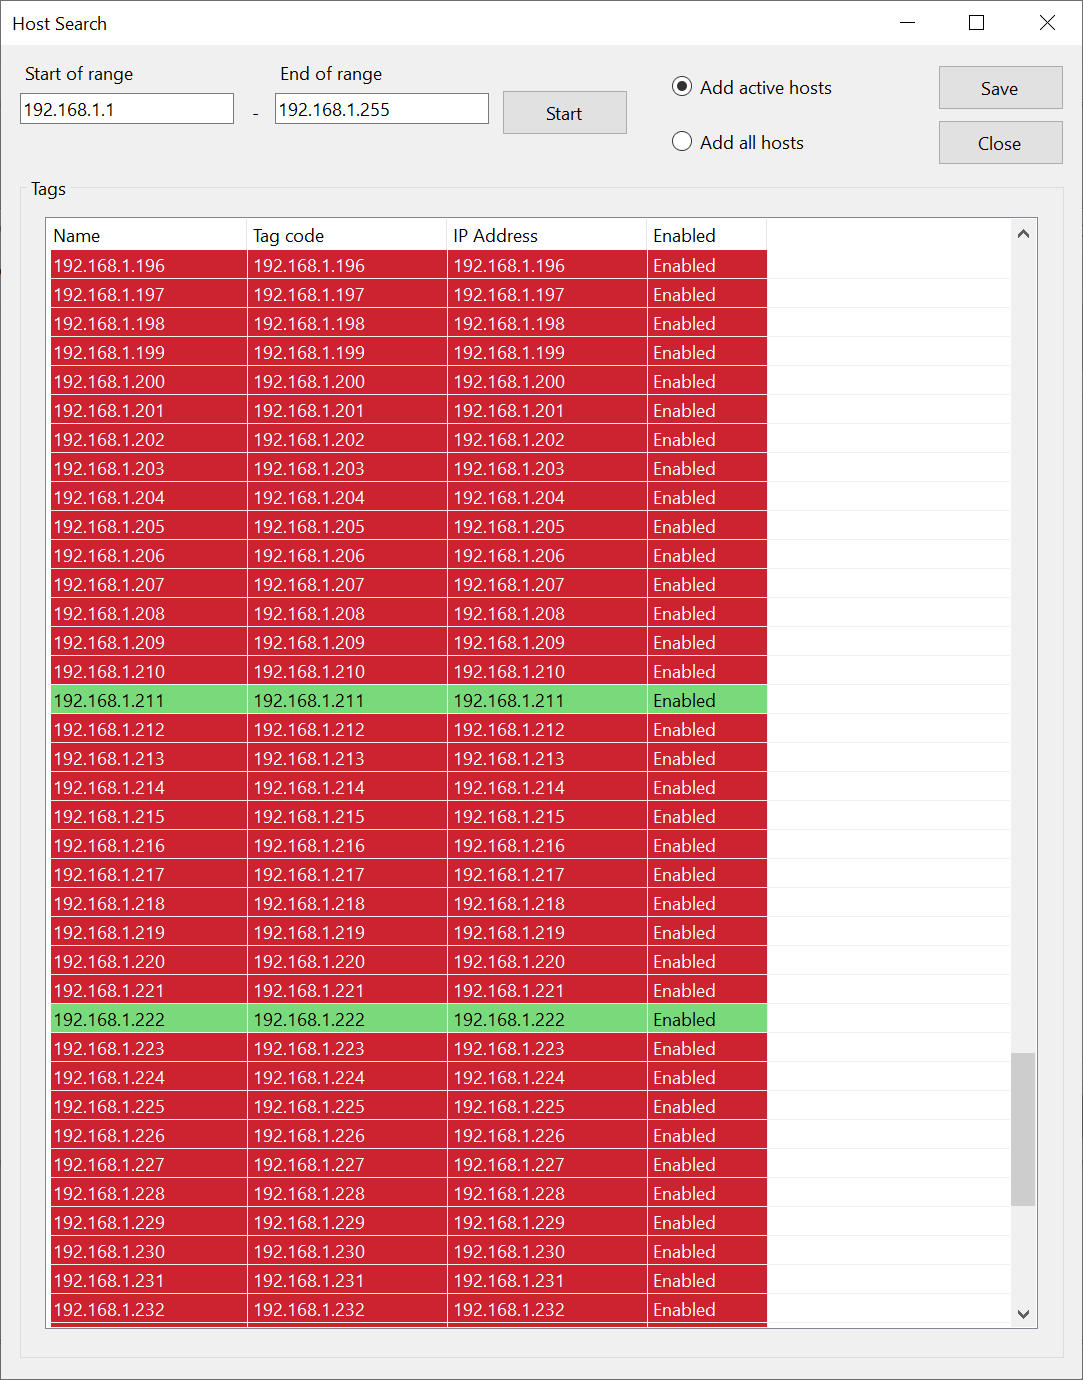 Host Search
Start of range End of range
192.168.1.1 - 192.168.1.255 Start
Add active hosts Save
Add all hosts Close
Tags
Name Tag code IP Address Enabled
192.168.1.196 192.168.1.196 192.168.1.196 Enabled
192.168.1.197 192.168.1.197 192.168.1.197 Enabled
192.168.1.198 192.168.1.198 192.168.1.198 Enabled
192.168.1.199 192.168.1.199 192.168.1.199 Enabled
192.168.1.200 192.168.1.200 192.168.1.200 Enabled
192.168.1.201 192.168.1.201 192.168.1.201 Enabled
192.168.1.202 192.168.1.202 192.168.1.202 Enabled
192.168.1.203 192.168.1.203 192.168.1.203 Enabled
192.168.1.204 192.168.1.204 192.168.1.204 Enabled
192.168.1.205 192.168.1.205 192.168.1.205 Enabled
192.168.1.206 192.168.1.206 192.168.1.206 Enabled
192.168.1.207 192.168.1.207 192.168.1.207 Enabled
192.168.1.208 192.168.1.208 192.168.1.208 Enabled
192.168.1.209 192.168.1.209 192.168.1.209 Enabled
192.168.1.210 192.168.1.210 192.168.1.210 Enabled
192.168.1.211 192.168.1.211 192.168.1.211 Enabled
192.168.1.212 192.168.1.212 192.168.1.212 Enabled
192.168.1.213 192.168.1.213 192.168.1.213 Enabled
192.168.1.214 192.168.1.214 192.168.1.214 Enabled
192.168.1.215 192.168.1.215 192.168.1.215 Enabled
192.168.1.216 192.168.1.216 192.168.1.216 Enabled
192.168.1.217 192.168.1.217 192.168.1.217 Enabled
192.168.1.218 192.168.1.218 192.168.1.218 Enabled
192.168.1.219 192.168.1.219 192.168.1.219 Enabled
192.168.1.220 192.168.1.220 192.168.1.220 Enabled
192.168.1.221 192.168.1.221 192.168.1.221 Enabled
192.168.1.222 192.168.1.222 192.168.1.222 Enabled
192.168.1.223 192.168.1.223 192.168.1.223 Enabled
192.168.1.224 192.168.1.224 192.168.1.224 Enabled
192.168.1.225 192.168.1.225 192.168.1.225 Enabled
192.168.1.226 192.168.1.226 192.168.1.226 Enabled
192.168.1.227 192.168.1.227 192.168.1.227 Enabled
192.168.1.228 192.168.1.228 192.168.1.228 Enabled
192.168.1.229 192.168.1.229 192.168.1.229 Enabled
192.168.1.230 192.168.1.230 192.168.1.230 Enabled
192.168.1.231 192.168.1.231 192.168.1.231 Enabled
192.168.1.232 192.168.1.232 192.168.1.232 Enabled